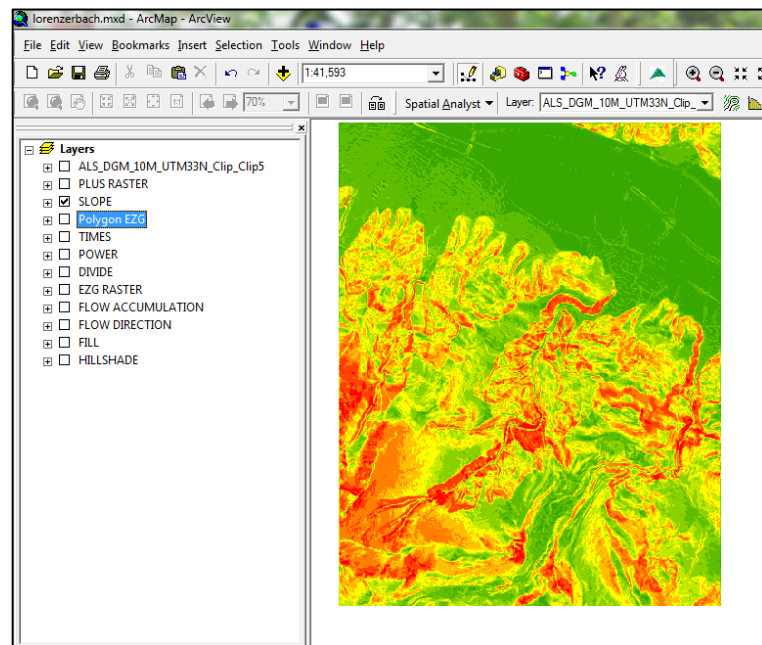 lorenzerbach.mxd - ArcMap - ArcView
File Edit View Bookmarks Insert Selection Tools Window Help
1:41,593
70% Spatial Analyst Layer: ALS_DGM_10M_UTM33N_Clip_
Layers
ALS_DGM_10M_UTM33N_Clip_Clip5
PLUS RASTER
SLOPE
Polygon EZG
TIMES
POWER
DIVIDE
EZG RASTER
FLOW ACCUMULATION
FLOW DIRECTION
FILL
HILLSHADE